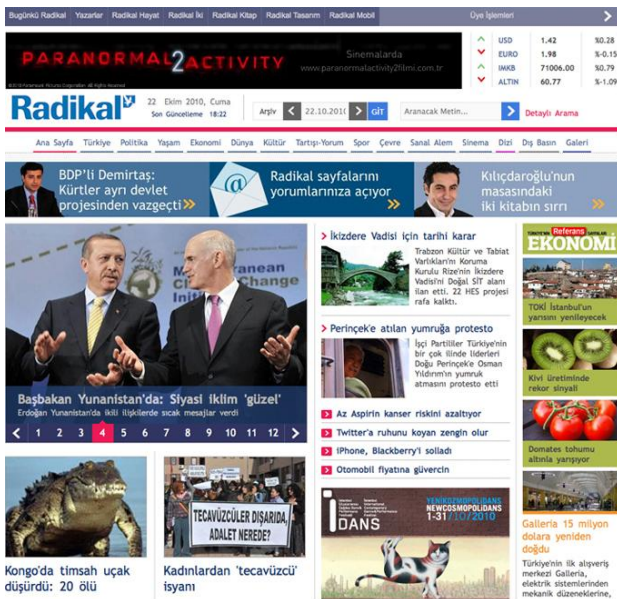 Bugünkü Radikal Yazarlar Radikal Hayat Radikal İki Radikal Kitap Radikal Tasarım Radikal Mobil Üye İşlemleri
PARANORMAL 2 ACTIVITY
Sinemalarda
www.paranormalactivity2filmi.com.tr
USD 1.42 %0.28
EURO 1.98 %-0.15
IMKB 71006.00 %0.79
ALTIN 60.77 %-1.09
Radikal
22 Ekim 2010, Cuma
Son Güncelleme 18:22
Arşiv 22.10.201 GİT Aranacak Metin... Detaylı Arama
Ana Sayfa Türkiye Politika Yaşam Ekonomi Dünya Kültür Tartışı-Yorum Spor Çevre Sanal Alem Sinema Dizi Dış Basın Galeri
BDP'li Demirtaş:
Kürtler ayrı devlet
projesinden vazgeçti
Radikal sayfalarını
yorumlarınıza açıyor
Kılıçdaroğlu'nun
masasındaki
iki kitabın sırrı
Change
Başbakan Yunanistan'da: Siyasi iklim 'güzel'
Erdoğan Yunanistan'da ikili ilişkilerde sıcak mesajlar verdi
1 2 3 4 5 6 7 8 9 10 11 12
TECAVÜZCÜLER DIŞARIDA,
ADALET NEREDE?
Kongo'da timsah uçak
düşürdü: 20 ölü
Kadınlardan 'tecavüzcü'
isyanı
İkizdere Vadisi için tarihi karar
Trabzon Kültür ve Tabiat
Varlıkları'nı Koruma
Kurulu Rize'nin İkizdere
Vadisi'ni Doğal SİT alanı
ilan etti. 22 HES projesi
rafa kalktı.
Perinçek'e atılan yumruğa protesto
İşçi Partililer Türkiye'nin
bir çok ilinde liderleri
Doğu Perinçek'e Osman
Yıldırım'ın yumruk
atmasını protesto etti
Az Aspirin kanser riskini azaltıyor
Twitter'a ruhunu koyan zengin olur
iPhone, Blackberry'i solladı
Otomobil fiyatına güvercin
İDANS
YENİKOZMOPOLİDANS
NEWCOSMOPOLIDANS
1-31/10/2010
Referans
EKONOMİ
TOKİ İstanbul'un
yarısını yenileyecek
Kivi üretiminde
rekor sinyali
Domates tohumu
altınla yarışıyor
Galleria 15 milyon
dolara yeniden
doğdu
Türkiye'nin ilk alışveriş
merkezi Galleria,
elektrik sistemlerinden
mekanik düzeneklerine,